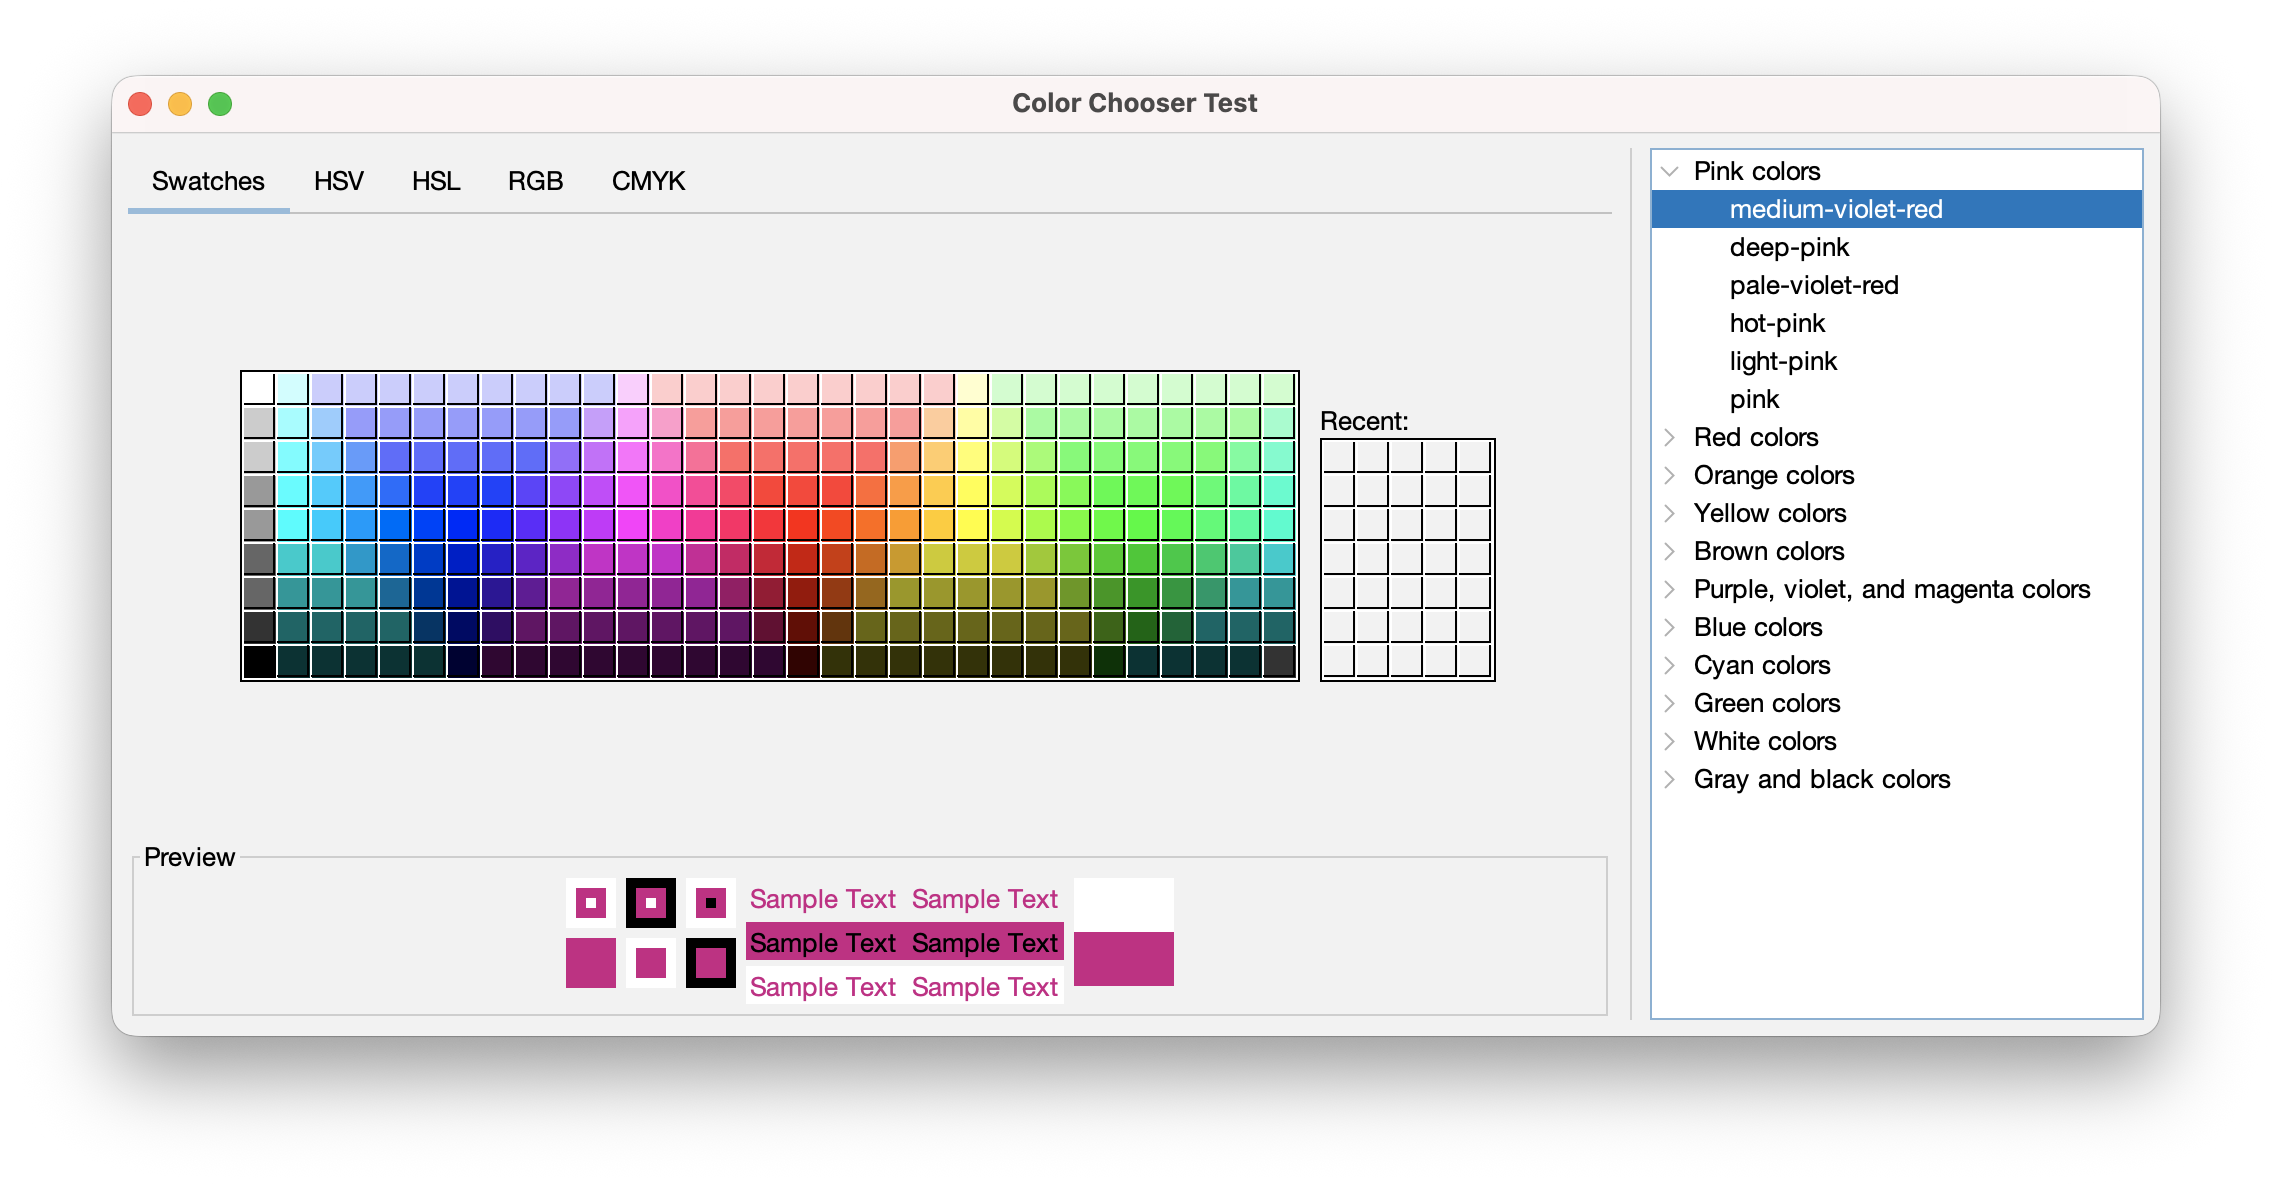 Color Chooser Test
Swatches HSV HSL RGB CMYK
Recent:
Preview
Sample Text Sample Text
Sample Text Sample Text
Sample Text Sample Text
Pink colors
medium-violet-red
deep-pink
pale-violet-red
hot-pink
light-pink
pink
Red colors
Orange colors
Yellow colors
Brown colors
Purple, violet, and magenta colors
Blue colors
Cyan colors
Green colors
White colors
Gray and black colors